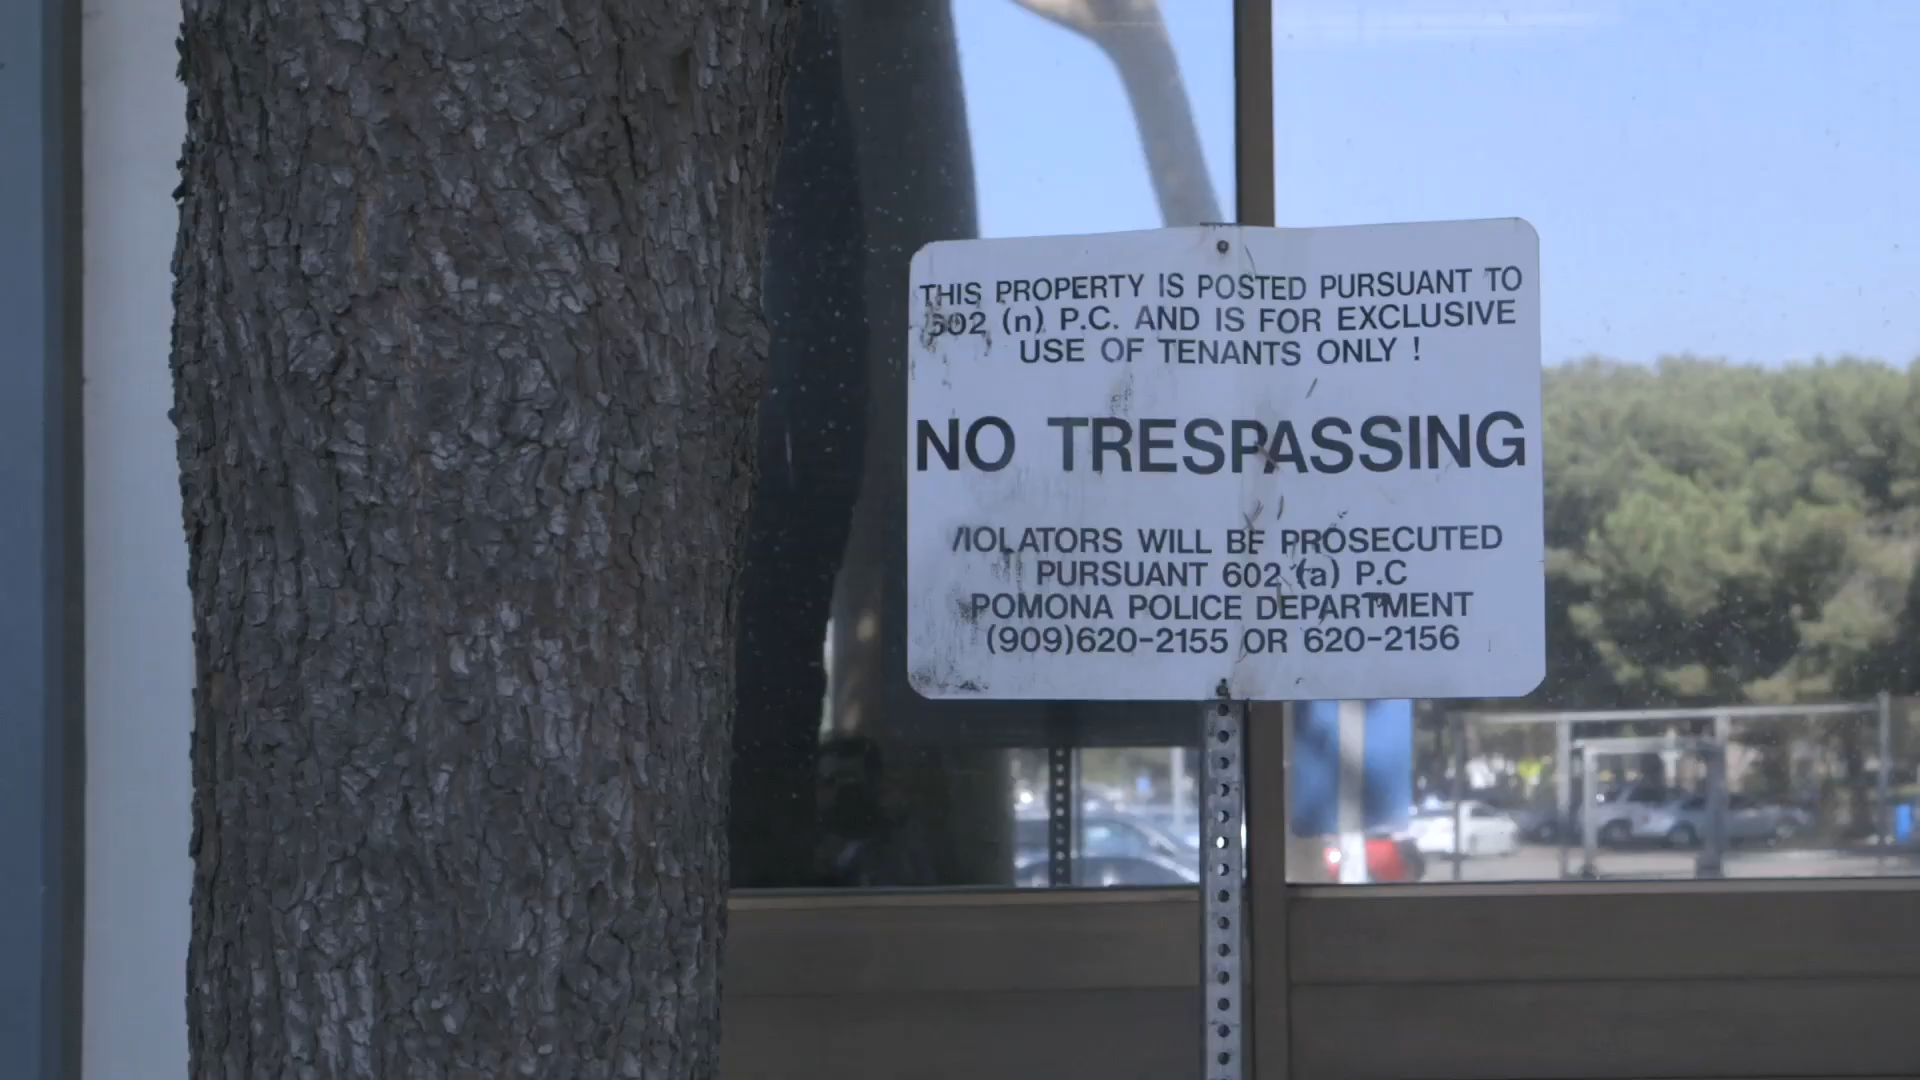 THIS PROPERTY IS POSTED PURSUANT TO
602 (n) P.C. AND IS FOR EXCLUSIVE
USE OF TENANTS ONLY !
NO TRESPASSING
VIOLATORS WILL BE PROSECUTED
PURSUANT 602 (a) P.C
POMONA POLICE DEPARTMENT
(909)620-2155 OR 620-2156